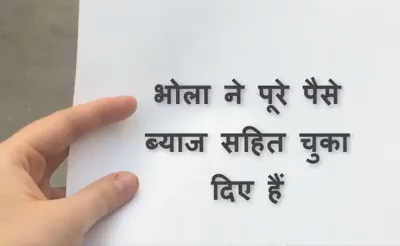 भोला ने पूरे पैसे
ब्याज सहित चुका
दिए हैं